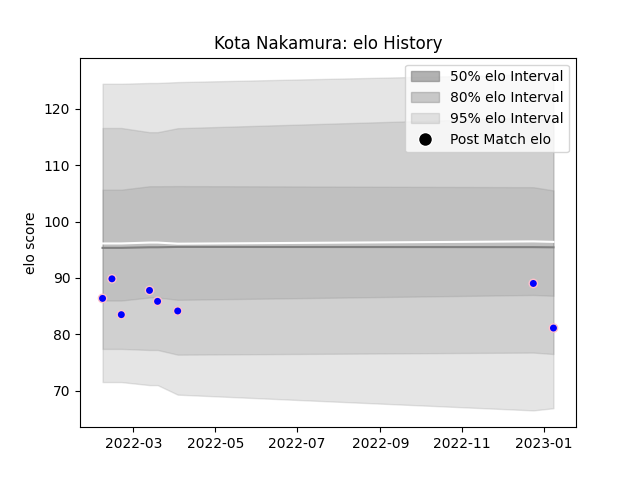 Kota Nakamura: elo History
50% elo Interval
80% elo Interval
95% elo Interval
Post Match elo
elo score
120
110
100
90
80
70
2022-03
2022-05
2022-07
2022-09
2022-11
2023-01